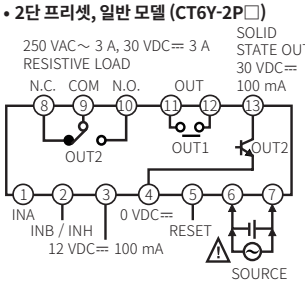 • 2단 프리셋, 일반 모델 (CT6Y-2P□)
SOLID
250 VAC~ 3 A, 30 VDC⎓ 3 A STATE OUT
RESISTIVE LOAD 30 VDC⎓
N.C. COM N.O. OUT 100 mA
8 9 10 11 12 13
OUT2 OUT1 OUT2
1 2 3 4 5 6 7
INA 0 VDC⎓ RESET
INB / INH
12 VDC⎓ 100 mA
SOURCE